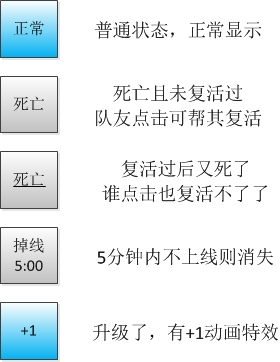 正常
普通状态，正常显示
死亡
死亡且未复活过
队友点击可帮其复活
死亡
复活过后又死了
谁点击也复活不了了
掉线
5:00
5分钟内不上线则消失
+1
升级了，有+1动画特效